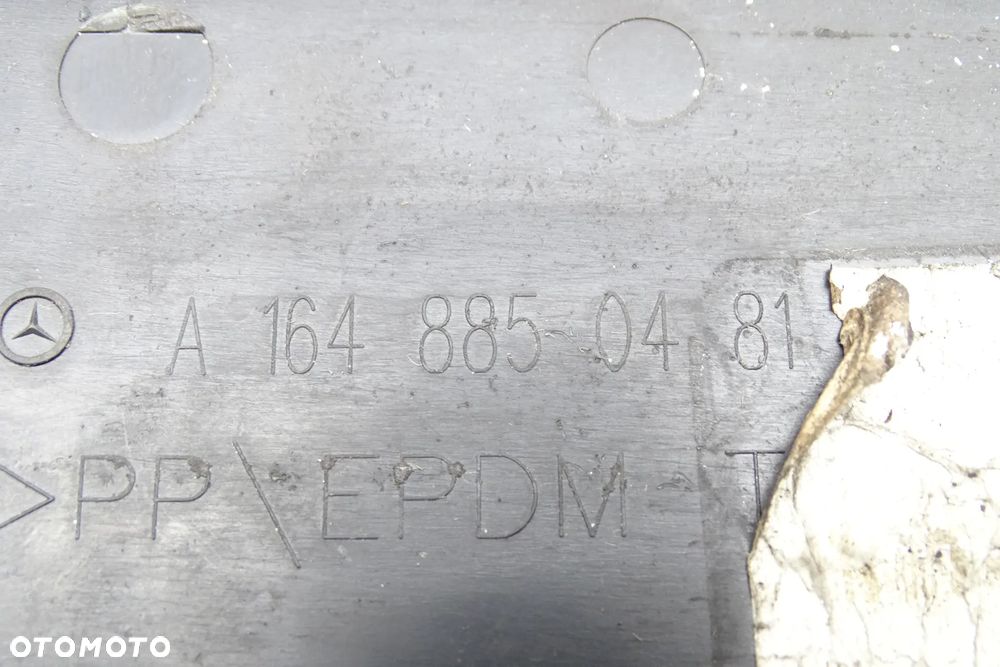 A 164 885 04 81
>PP\EPDM-T
OTOMOTO